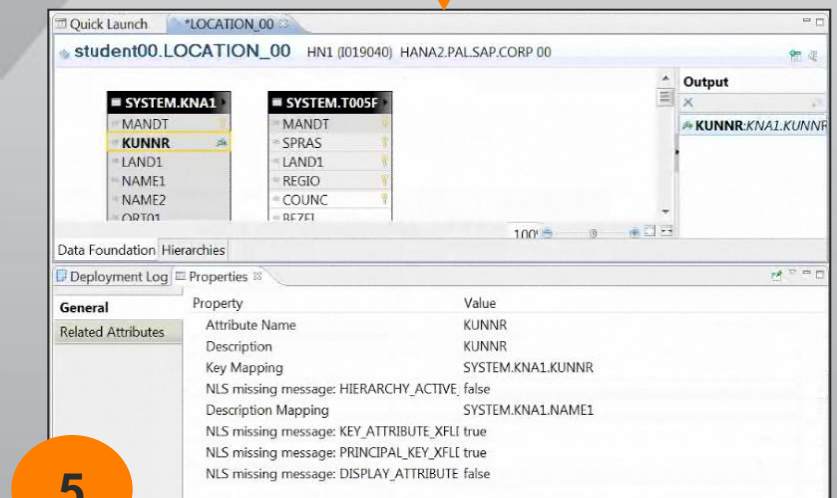 Quick Launch *LOCATION_00
student00.LOCATION_00 HN1 (I019040) HANA2.PAL.SAP.CORP 00
SYSTEM.KNA1
MANDT
KUNNR
LAND1
NAME1
NAME2
ORT01
SYSTEM.T005F
MANDT
SPRAS
LAND1
REGIO
COUNC
BEZEI
Output
KUNNR:KNA1.KUNNR
Data Foundation Hierarchies
Deployment Log Properties
General
Related Attributes
Property Value
Attribute Name KUNNR
Description KUNNR
Key Mapping SYSTEM.KNA1.KUNNR
NLS missing message: HIERARCHY_ACTIVE_ false
Description Mapping SYSTEM.KNA1.NAME1
NLS missing message: KEY_ATTRIBUTE_XFLI true
NLS missing message: PRINCIPAL_KEY_XFLI true
NLS missing message: DISPLAY_ATTRIBUTE false
5